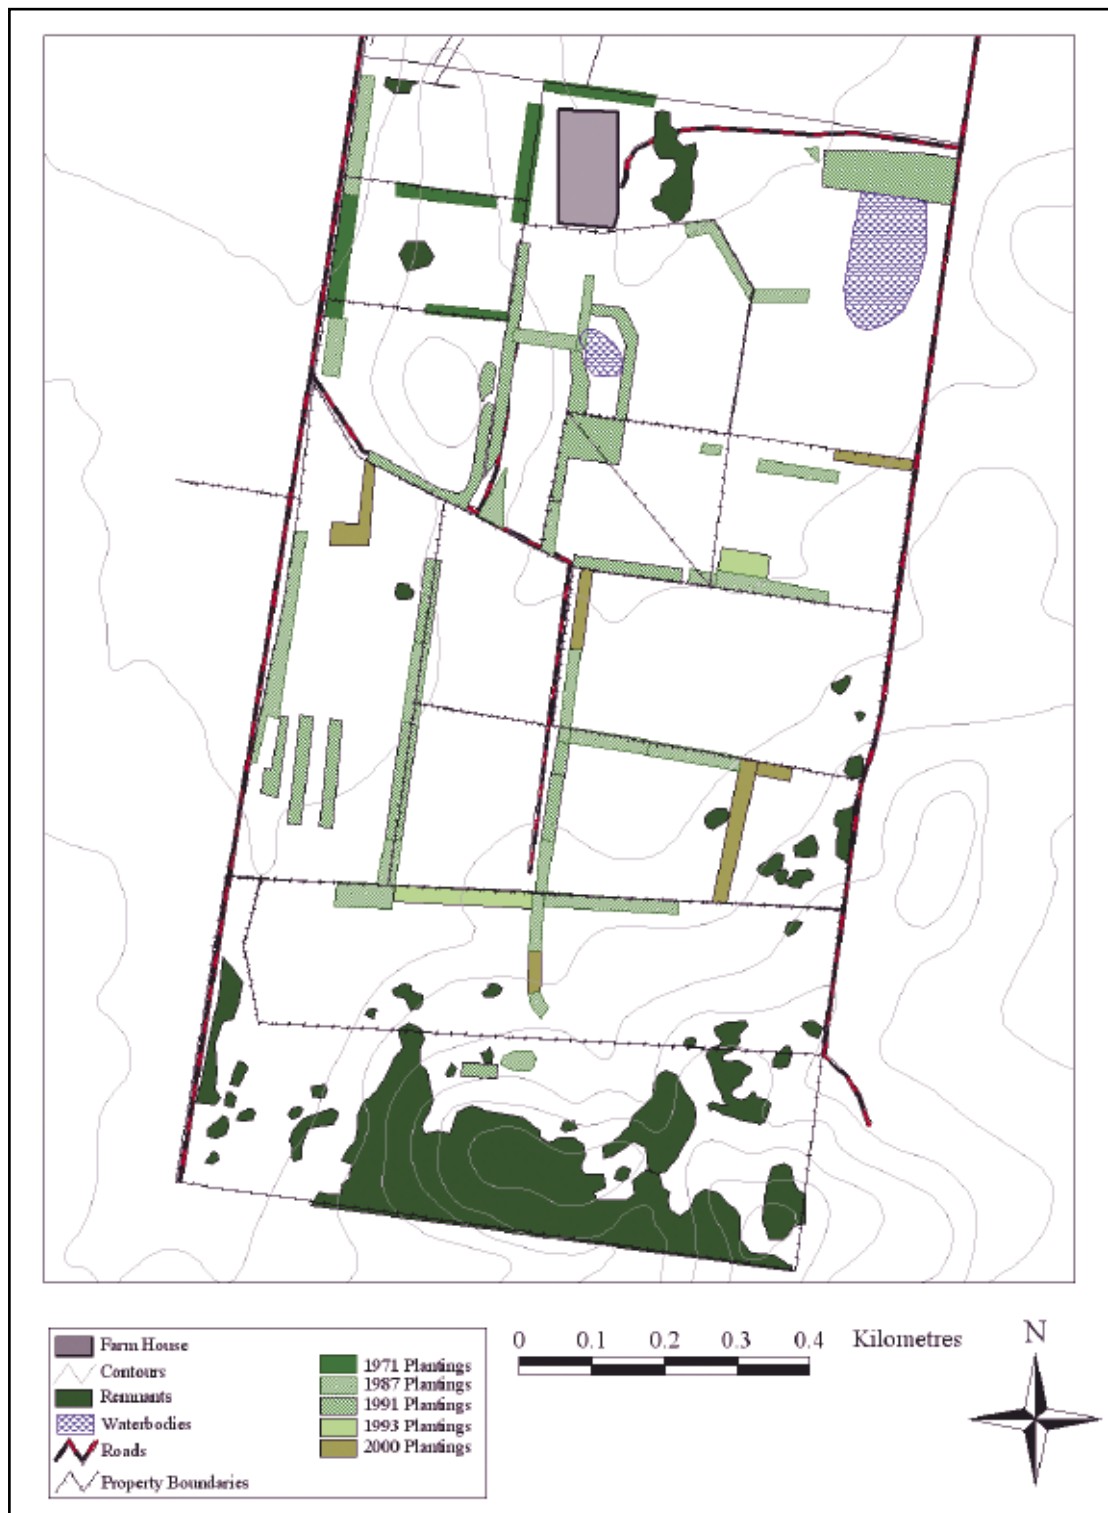 Farm House
Contours
Remnants
Waterbodies
Roads
Property Boundaries
1971 Plantings
1987 Plantings
1991 Plantings
1993 Plantings
2000 Plantings
0 0.1 0.2 0.3 0.4 Kilometres
N